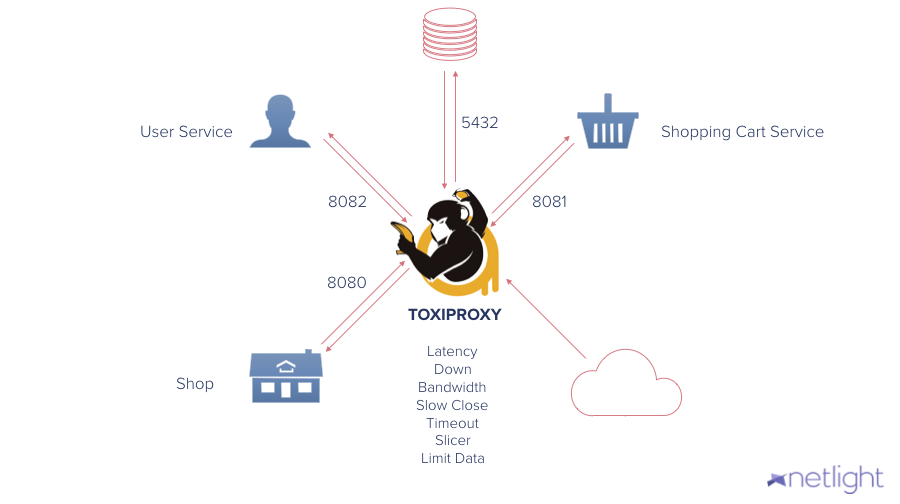 5432
User Service
Shopping Cart Service
8082
8081
8080
TOXIPROXY
Latency
Down
Bandwidth
Slow Close
Timeout
Slicer
Limit Data
Shop
netlight